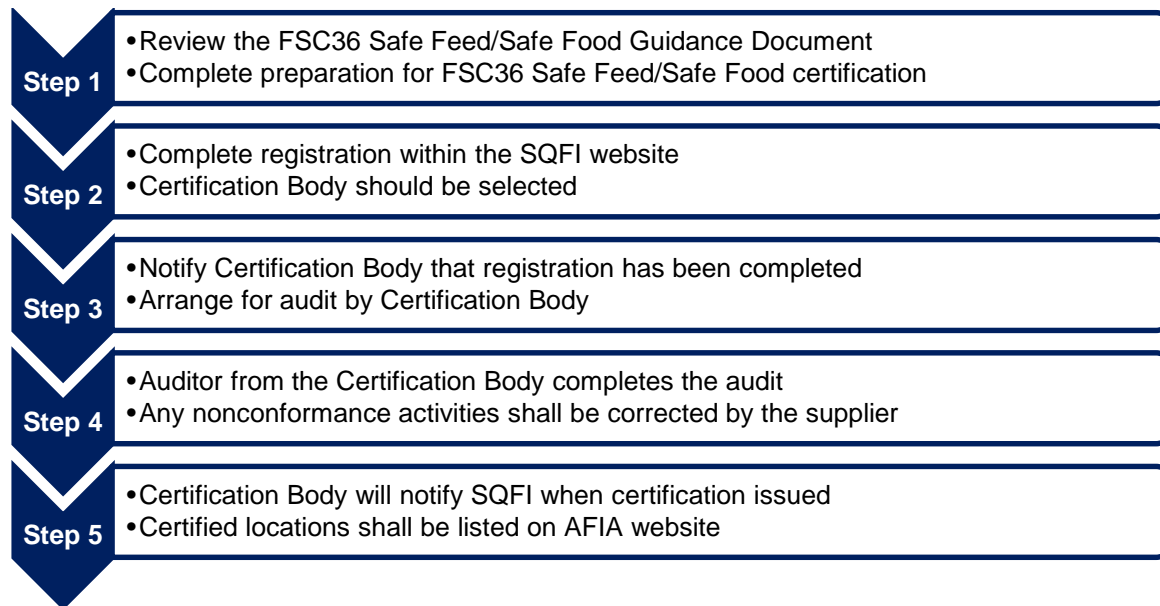 Step 1
•Review the FSC36 Safe Feed/Safe Food Guidance Document
•Complete preparation for FSC36 Safe Feed/Safe Food certification
Step 2
•Complete registration within the SQFI website
•Certification Body should be selected
Step 3
•Notify Certification Body that registration has been completed
•Arrange for audit by Certification Body
Step 4
•Auditor from the Certification Body completes the audit
•Any nonconformance activities shall be corrected by the supplier
Step 5
•Certification Body will notify SQFI when certification issued
•Certified locations shall be listed on AFIA website